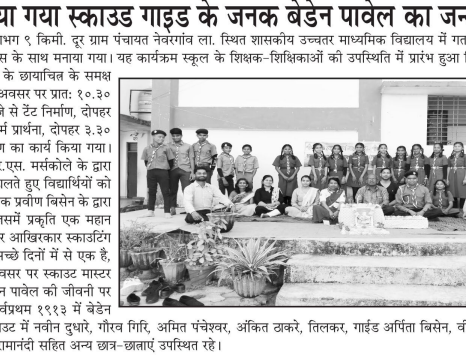 या गया स्काउड गाइड के जनक बेडेन पावेल का जन
भग ९ किमी. दूर ग्राम पंचायत नेवरगांव ला. स्थित शासकीय उच्चतर माध्यमिक विद्यालय में गत
स के साथ मनाया गया। यह कार्यक्रम स्कूल के शिक्षक-शिक्षिकाओं की उपस्थिति में प्रारंभ हुआ
के छायाचित्र के समक्ष
अवसर पर प्रात: १०.३०
जे से टेंट निर्माण, दोपहर
र्म प्रार्थना, दोपहर ३.३०
ण का कार्य किया गया।
र.एस. मर्सकोले के द्वारा
लते हुए विद्यार्थियों को
क प्रवीण बिसेन के द्वारा
समें प्रकृति एक महान
र आखिरकार स्काउटिंग
च्छे दिनों में से एक है,
वसर पर स्काउट मास्टर
न पावेल की जीवनी पर
र्वप्रथम १९१३ में बेडेन
उट में नवीन दुधारे, गौरव गिरि, अमित पंचेश्वर, अंकित ठाकरे, तिलकर, गाईड अर्पिता बिसेन, वी
रामानंदी सहित अन्य छात्र-छात्राएं उपस्थित रहे।